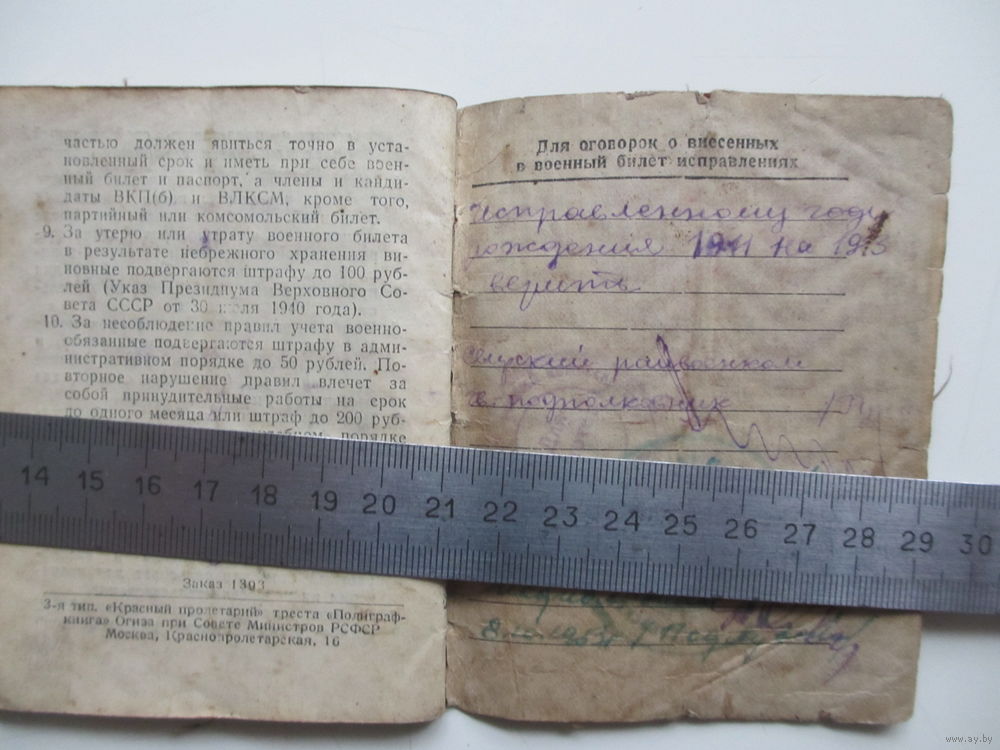 частью должен явиться точно в уста-
новленный срок и иметь при себе воен-
ный билет и паспорт, а члены и канди-
даты ВКП(б) и ВЛКСМ, кроме того,
партийный или комсомольский билет.
9. За утерю или утрату военного билета
в результате небрежного хранения ви-
новные подвергаются штрафу до 100 руб-
лей (Указ Президиума Верховного Со-
вета СССР от 30 июля 1940 года).
10. За несоблюдение правил учета военно-
обязанные подвергаются штрафу в адми-
нистративном порядке до 50 рублей. По-
вторное нарушение правил влечет за
собой принудительные работы на срок
до одного месяца или штраф до 200 руб-
порядке
14 15 16 17 18 19 20 21 22 23 24 25 26 27 28 29 30
Заказ 1393
3-я тип. «Красный пролетарий» треста «Полиграф-
книга» Огиза при Совете Министров РСФСР
Москва, Краснопролетарская, 16
Для оговорок о внесенных
в военный билет исправлениях
исправленному году
рождения 1911 на 1913
верить
райвоенком
подполковник
www.ay.by